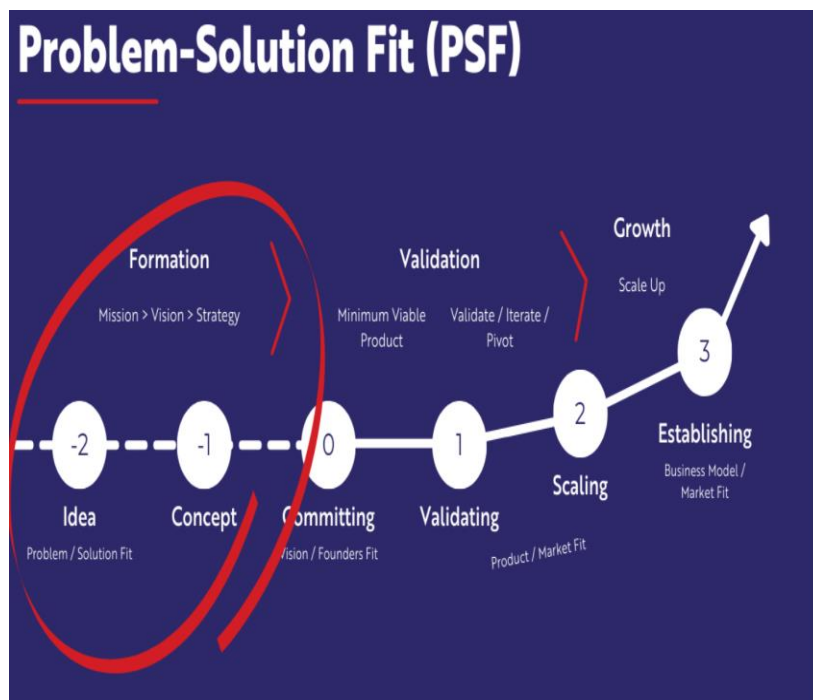 Problem-Solution Fit (PSF)
Formation
Mission > Vision > Strategy
Validation
Minimum Viable
Product
Validate / Iterate /
Pivot
Growth
Scale Up
-2
Idea
Problem / Solution Fit
-1
Concept
0
Committing
Vision / Founders Fit
1
Validating
2
Scaling
Product / Market Fit
3
Establishing
Business Model /
Market Fit